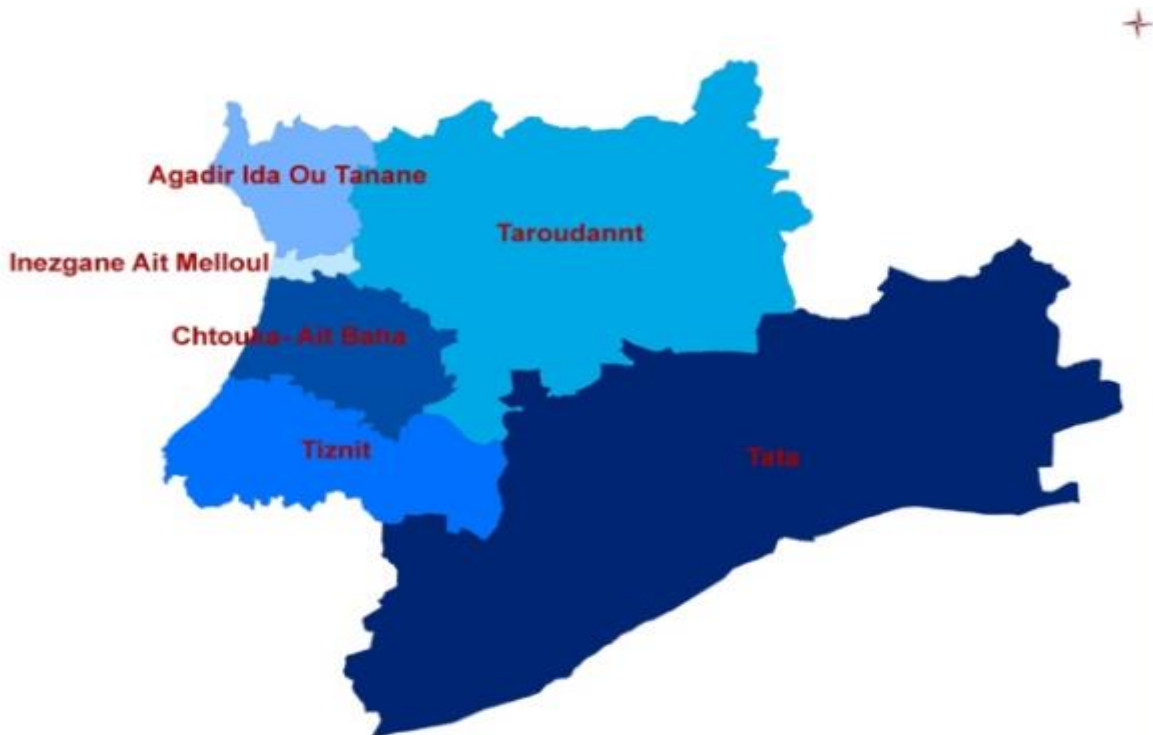 Agadir Ida Ou Tanane
Taroudannt
Inezgane Ait Melloul
Chtouka- Ait Baha
Tiznit
Tata